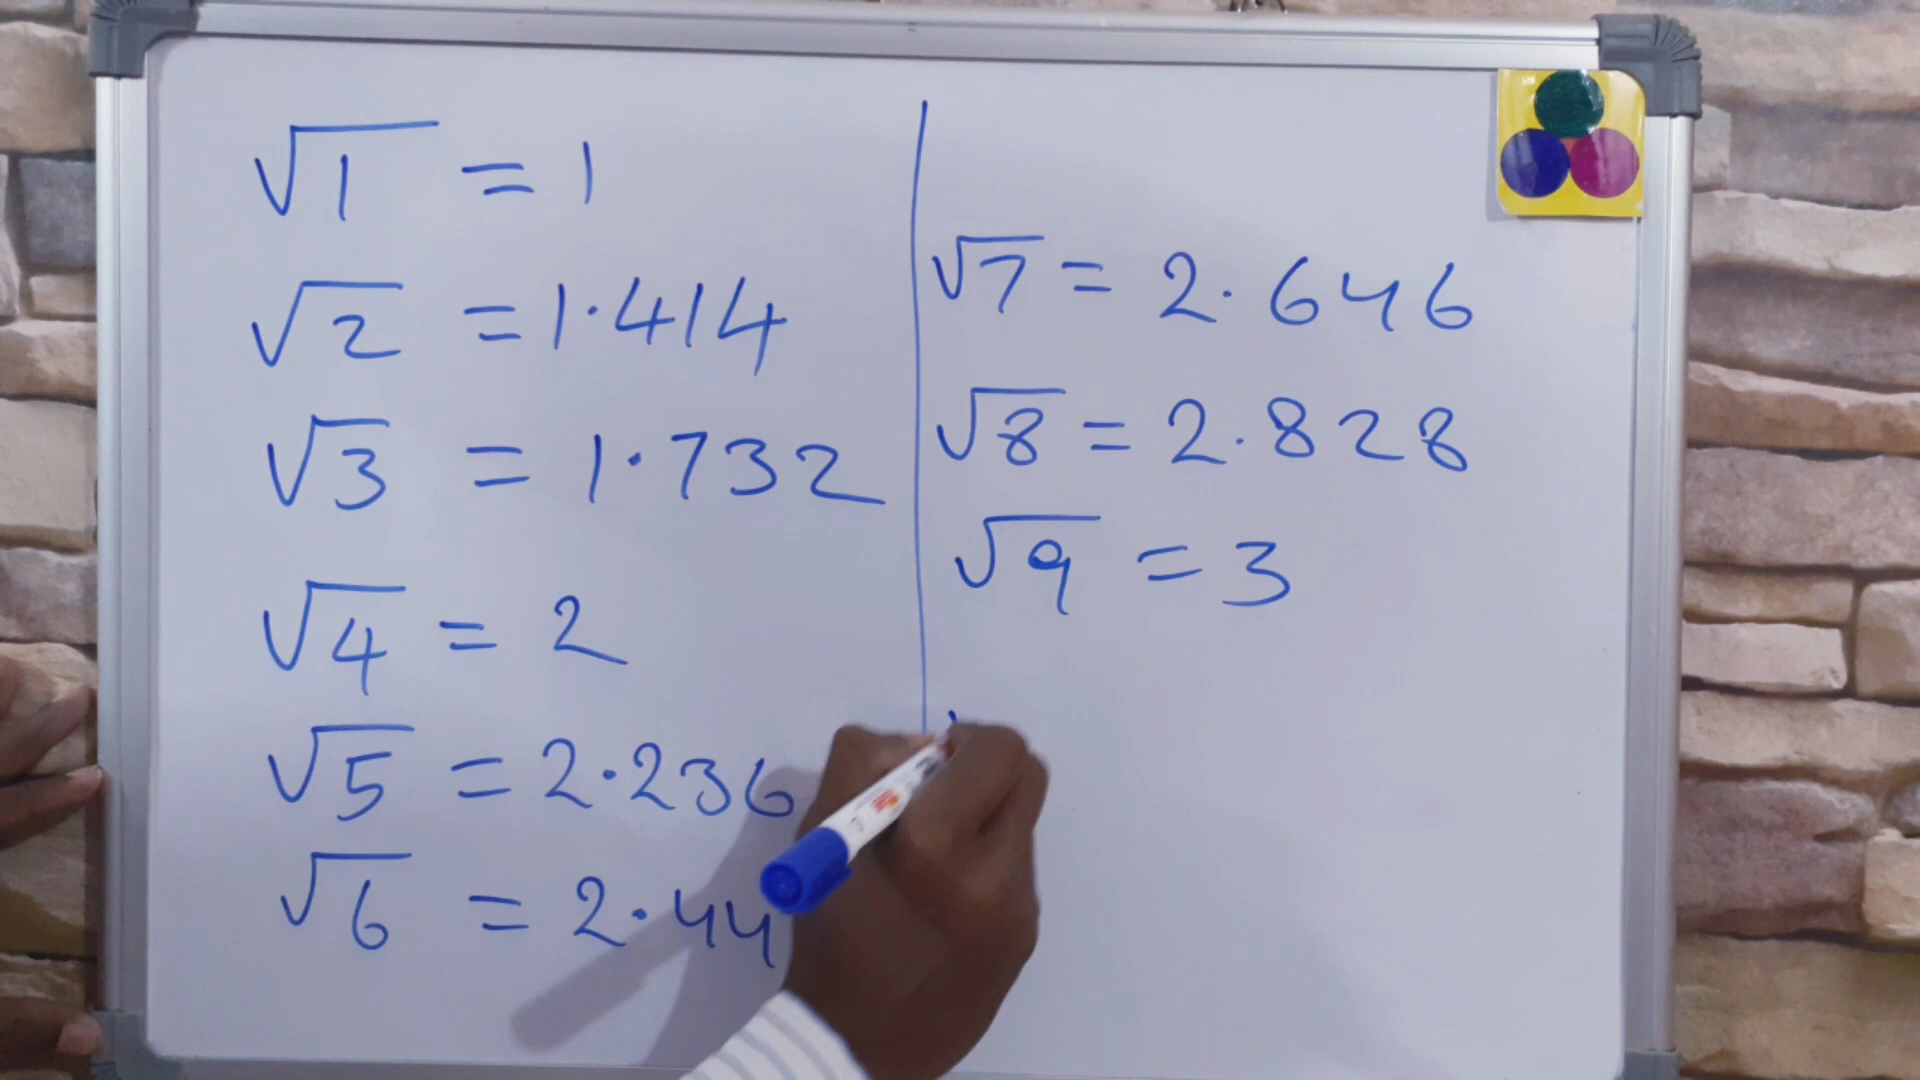 √1 = 1
√2 = 1.414
√3 = 1.732
√4 = 2
√5 = 2.236
√6 = 2.44
√7 = 2.646
√8 = 2.828
√9 = 3